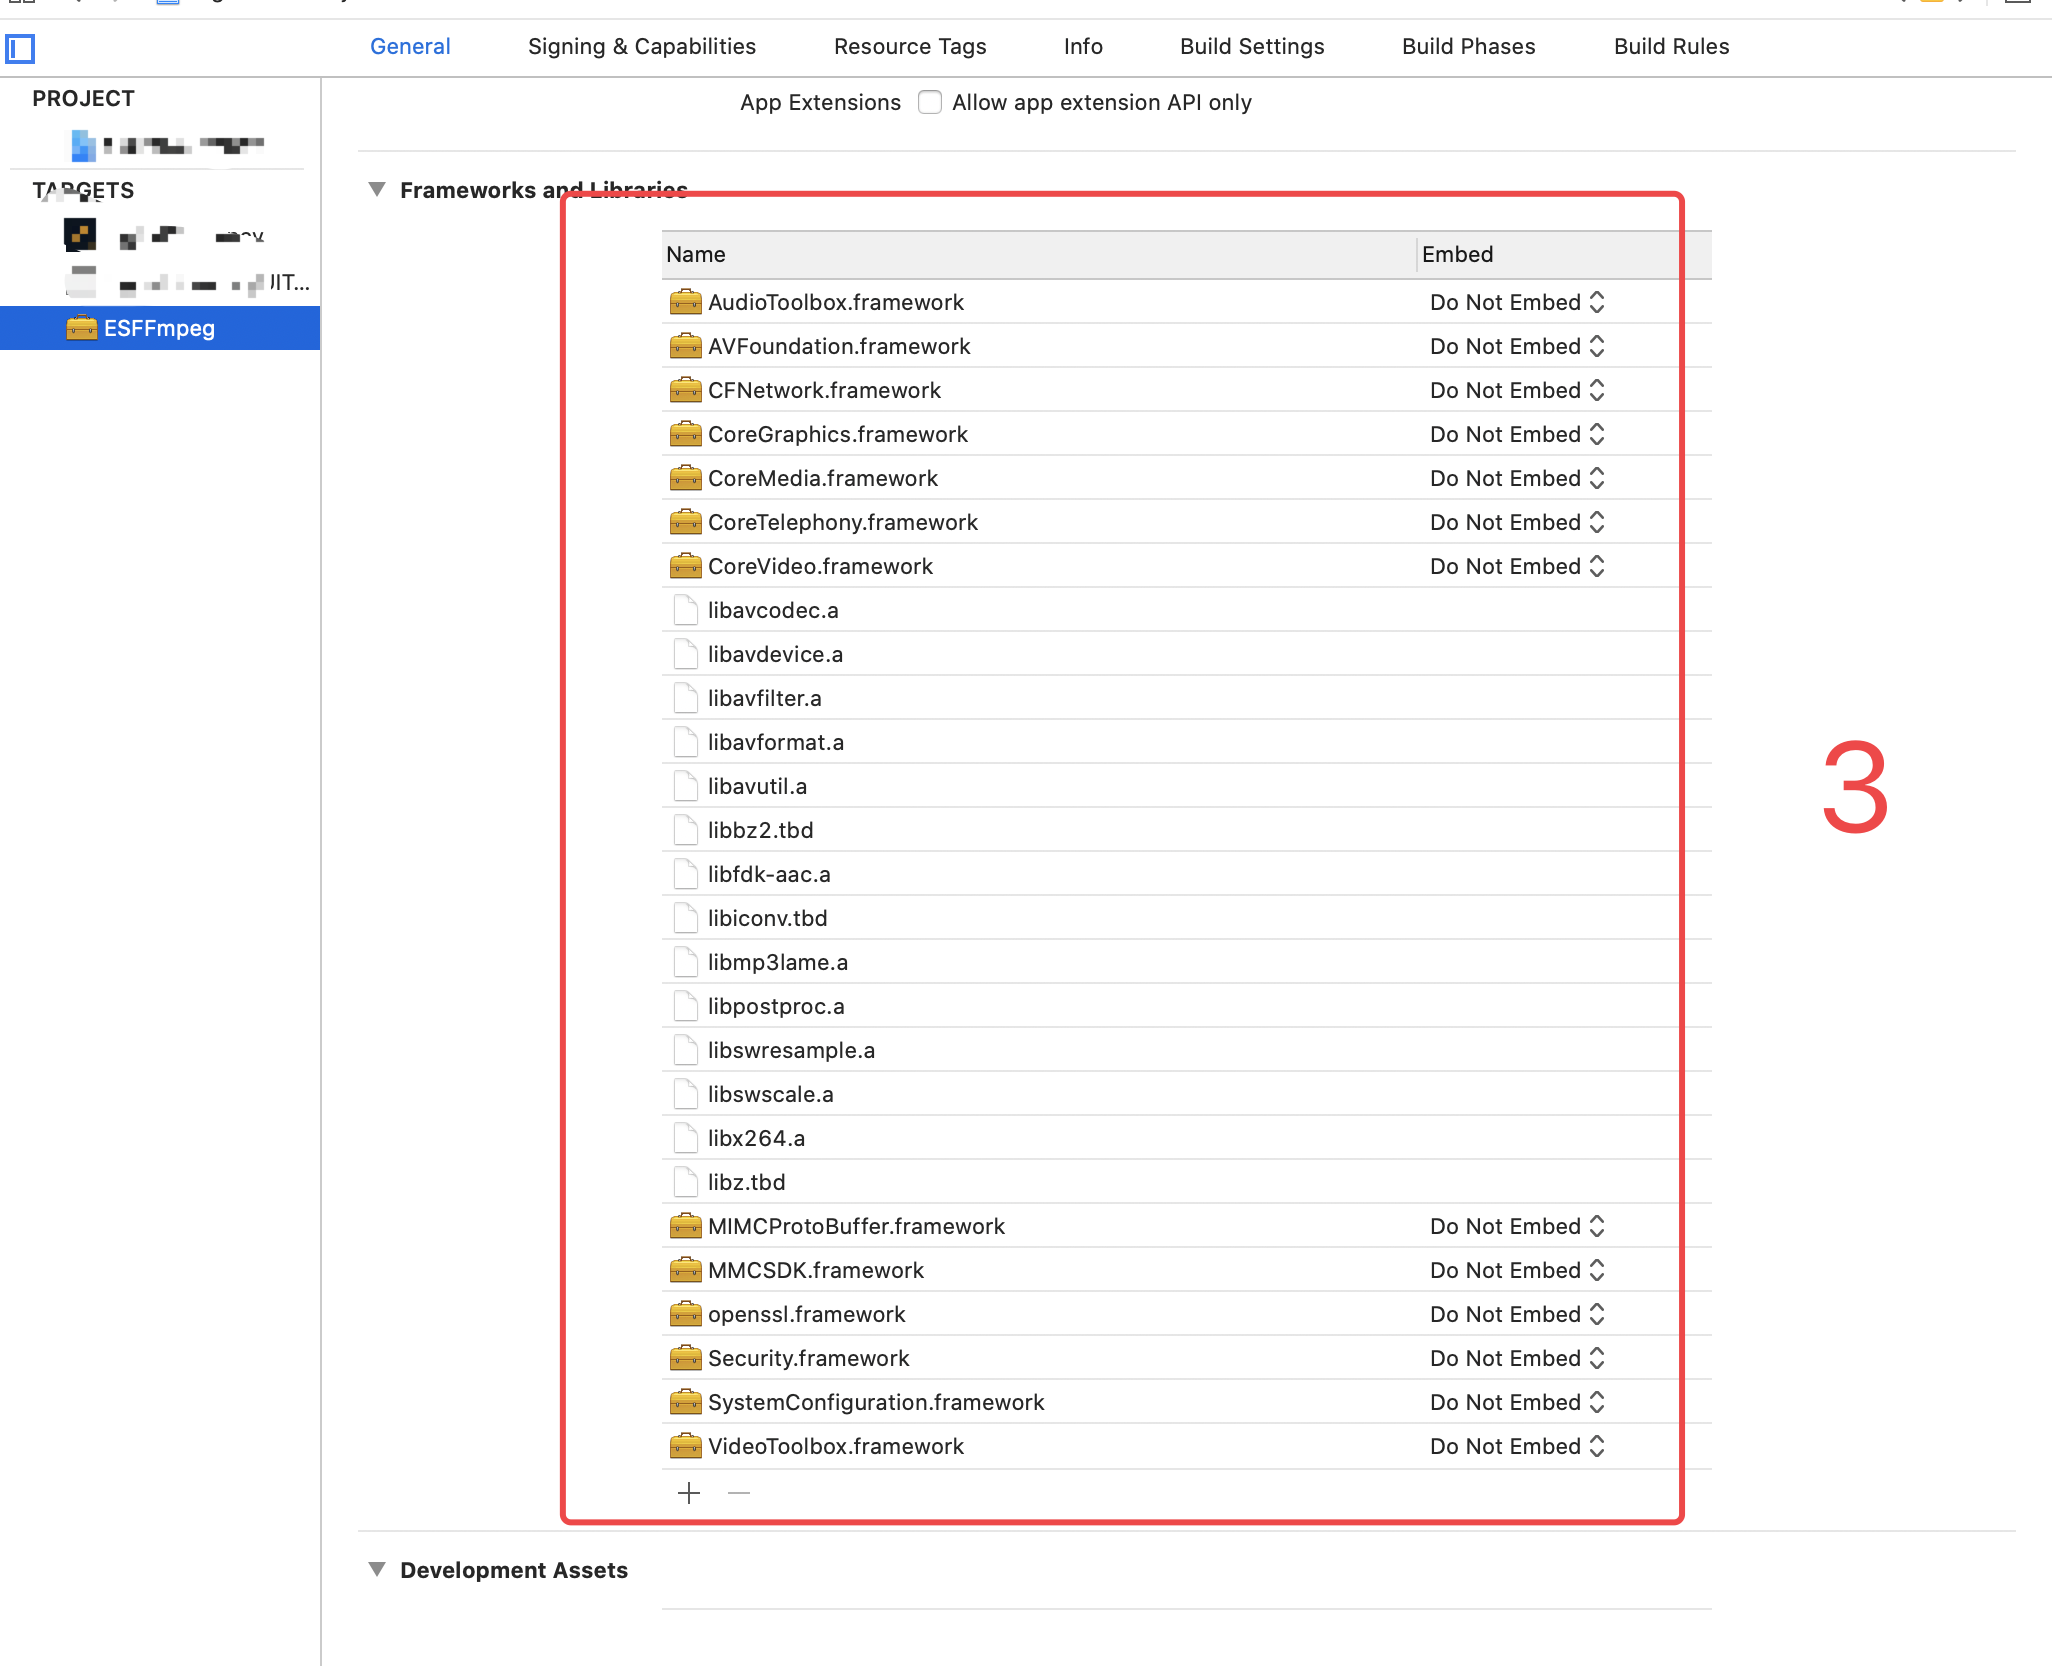 General Signing & Capabilities Resource Tags Info Build Settings Build Phases Build Rules
PROJECT
TARGETS
ESFFmpeg
App Extensions Allow app extension API only
Frameworks and Libraries
Name Embed
AudioToolbox.framework Do Not Embed
AVFoundation.framework Do Not Embed
CFNetwork.framework Do Not Embed
CoreGraphics.framework Do Not Embed
CoreMedia.framework Do Not Embed
CoreTelephony.framework Do Not Embed
CoreVideo.framework Do Not Embed
libavcodec.a
libavdevice.a
libavfilter.a
libavformat.a
libavutil.a
libbz2.tbd
libfdk-aac.a
libiconv.tbd
libmp3lame.a
libpostproc.a
libswresample.a
libswscale.a
libx264.a
libz.tbd
MIMCProtoBuffer.framework Do Not Embed
MMCSDK.framework Do Not Embed
openssl.framework Do Not Embed
Security.framework Do Not Embed
SystemConfiguration.framework Do Not Embed
VideoToolbox.framework Do Not Embed
3
Development Assets